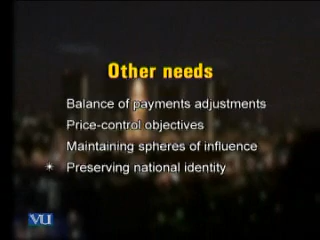 Other needs
Balance of payments adjustments
Price-control objectives
Maintaining spheres of influence
* Preserving national identity
VU